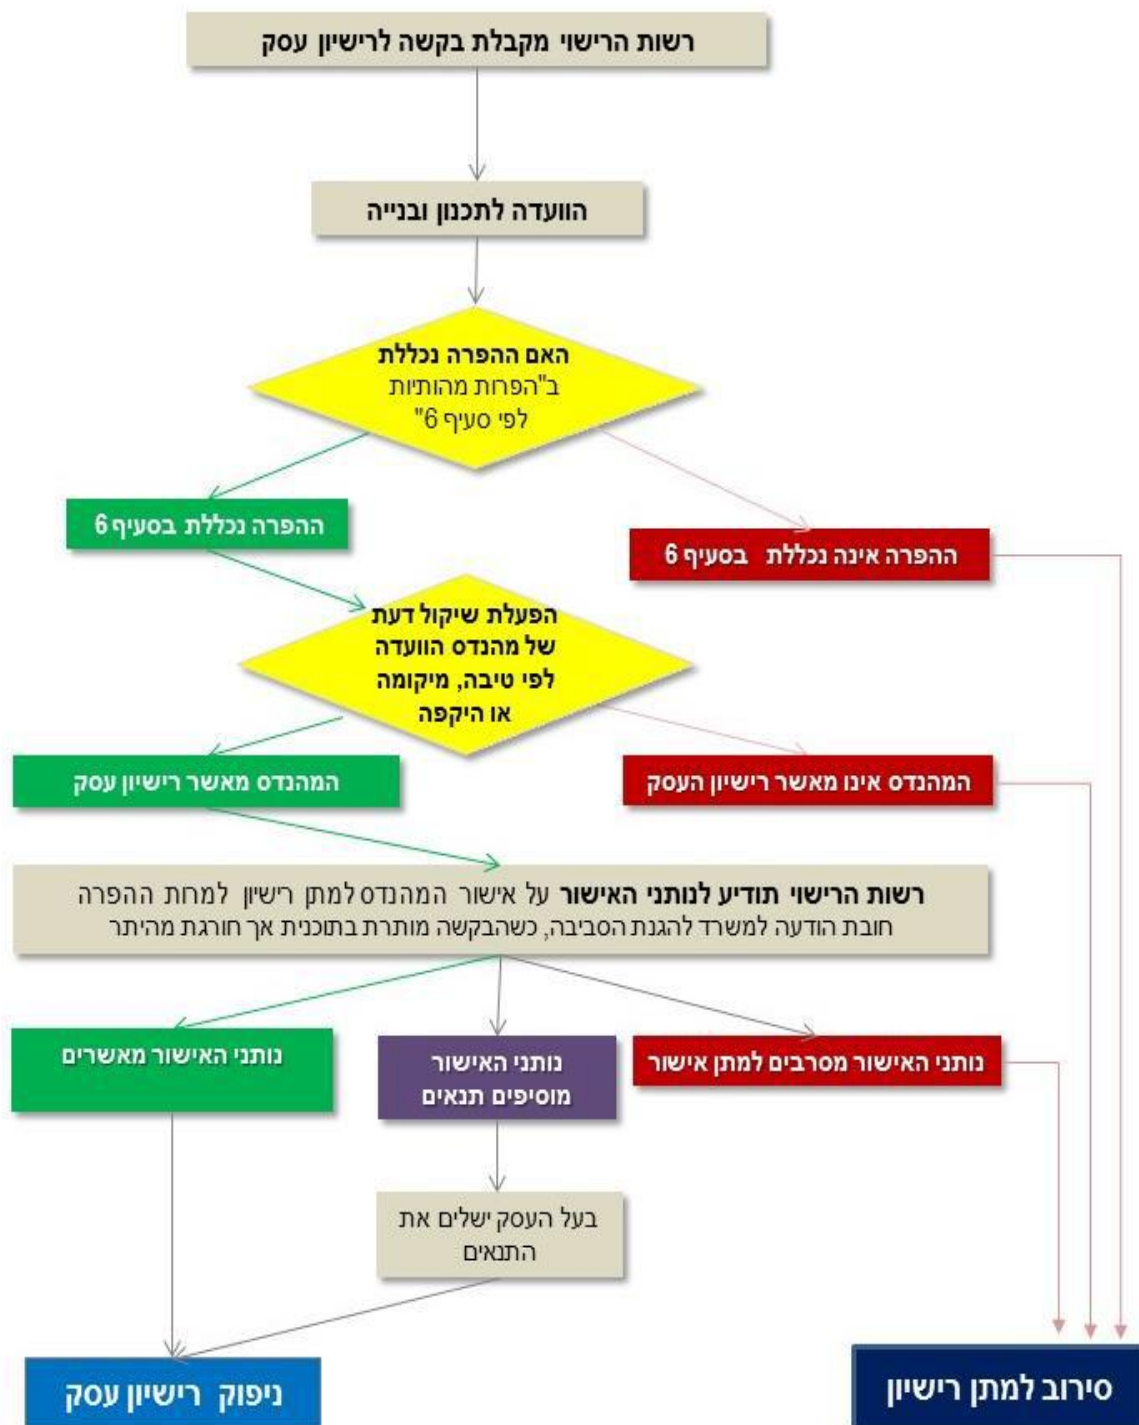 רשות הרישוי מקבלת בקשה לרישיון עסק
הוועדה לתכנון ובנייה
האם ההפרה נכללת
ב"הפרות מהותיות
לפי סעיף 6"
ההפרה נכללת בסעיף 6
ההפרה אינה נכללת בסעיף 6
הפעלת שיקול דעת
של מהנדס הוועדה
לפי טיבה, מיקומה
או היקפה
המהנדס מאשר רישיון עסק
המהנדס אינו מאשר רישיון העסק
רשות הרישוי תודיע לנותני האישור על אישור המהנדס למתן רישיון למרות ההפרה
חובת הודעה למשרד להגנת הסביבה, כשהבקשה מותרת בתוכנית אך חורגת מהיתר
נותני האישור מסרבים למתן אישור
נותני האישור
מוסיפים תנאים
נותני האישור מאשרים
בעל העסק ישלים את
התנאים
סירוב למתן רישיון
ניפוק רישיון עסק